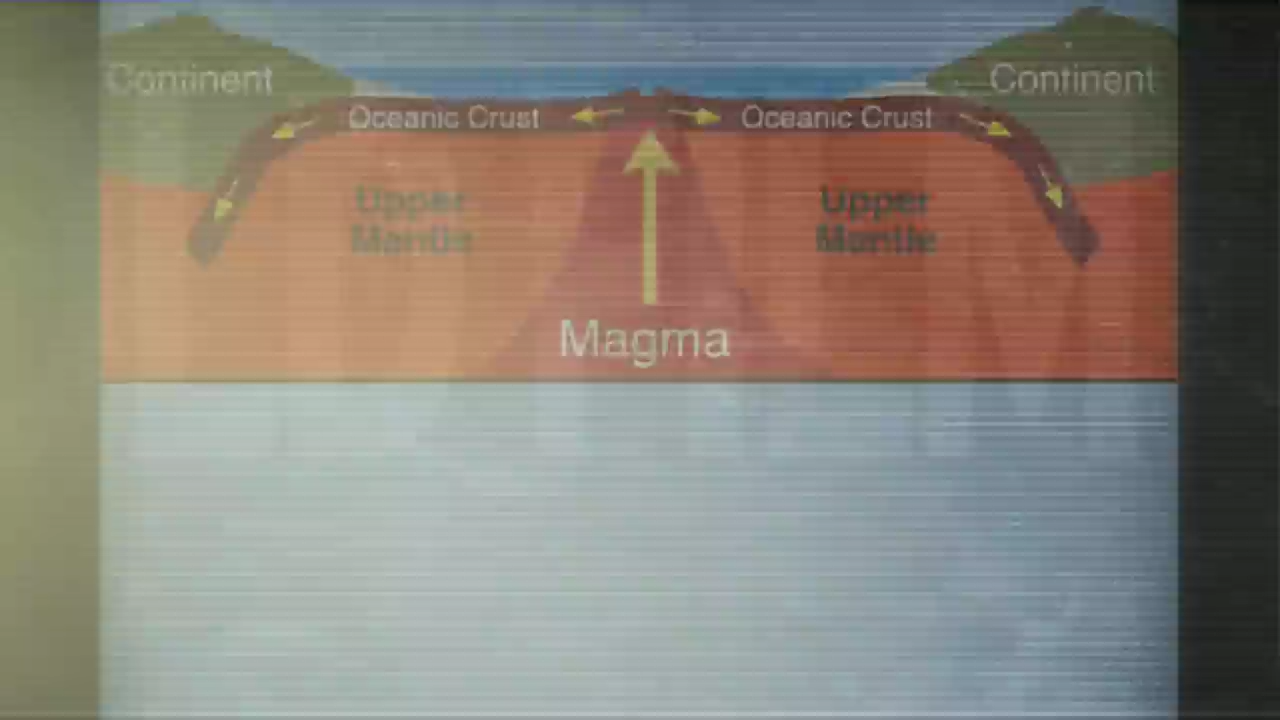 Continent
Continent
Oceanic Crust
Oceanic Crust
Upper
Mantle
Upper
Mantle
Magma